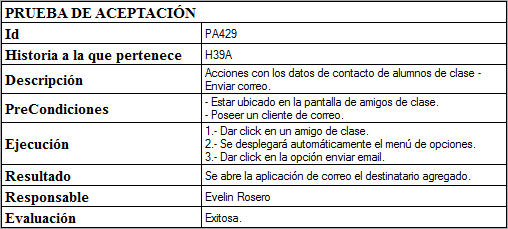 PRUEBA DE ACEPTACIÓN
Id PA429
Historia a la que pertenece H39A
Descripción Acciones con los datos de contacto de alumnos de clase -
Enviar correo.
PreCondiciones - Estar ubicado en la pantalla de amigos de clase.
- Poseer un cliente de correo.
Ejecución 1.- Dar click en un amigo de clase.
2.- Se desplegará automáticamente el menú de opciones.
3.- Dar click en la opción enviar email.
Resultado Se abre la aplicación de correo el destinatario agregado.
Responsable Evelin Rosero
Evaluación Exitosa.